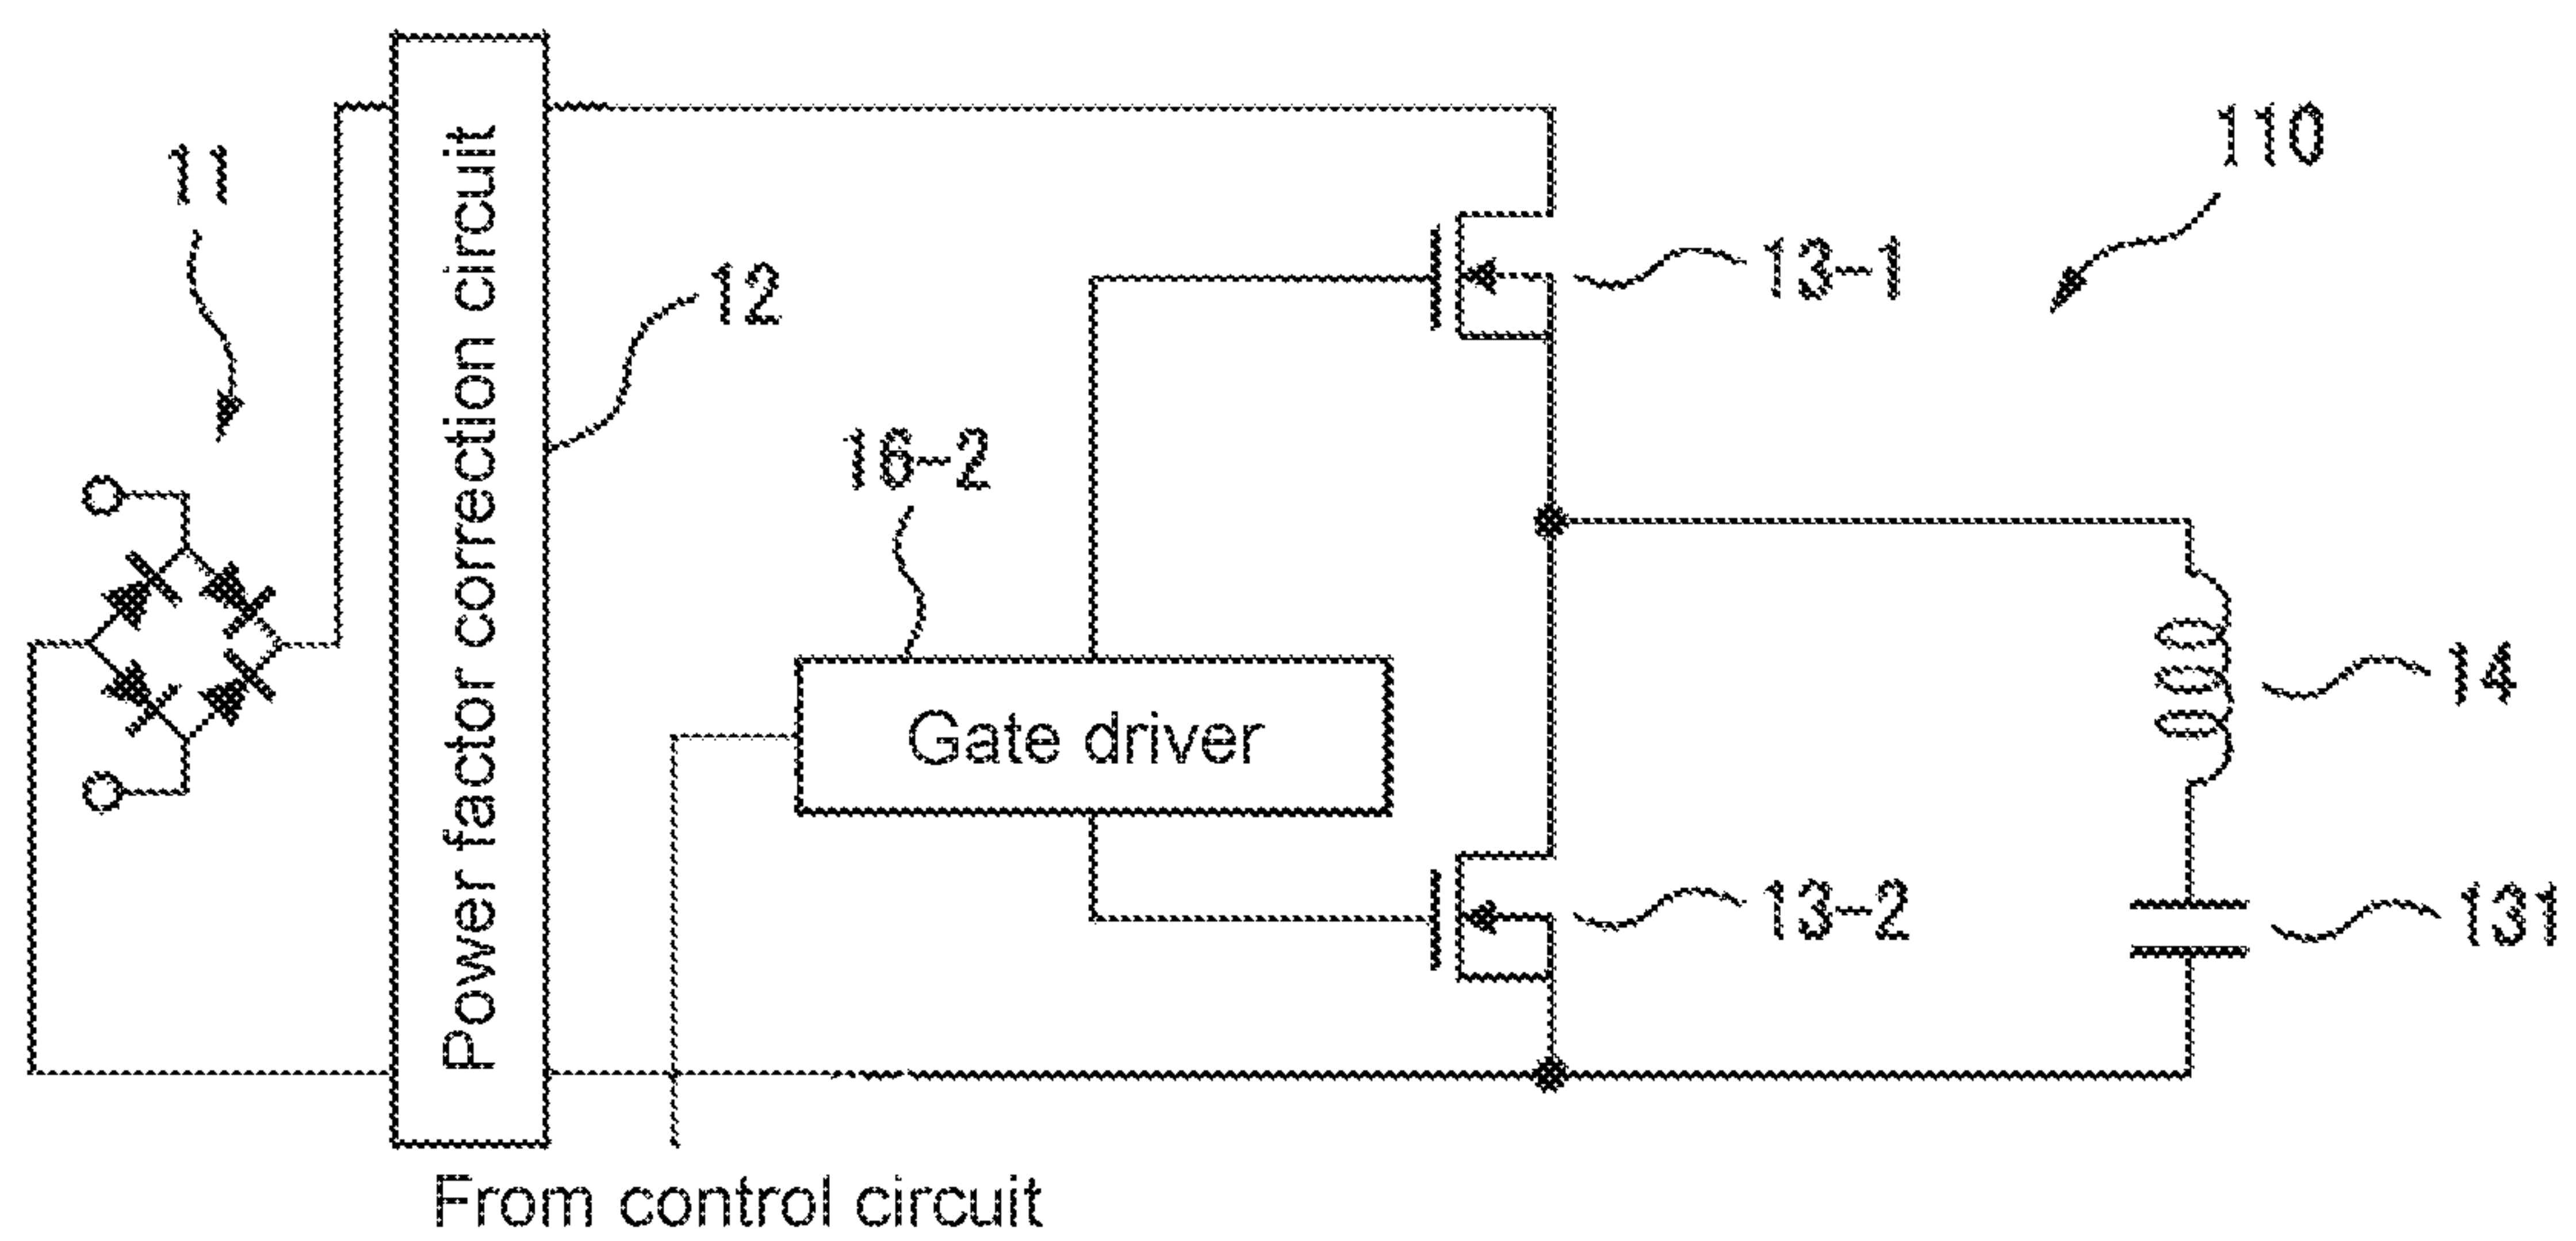 11
Power factor correction circuit
12
110
13-1
16-2
Gate driver
14
13-2
131
From control circuit